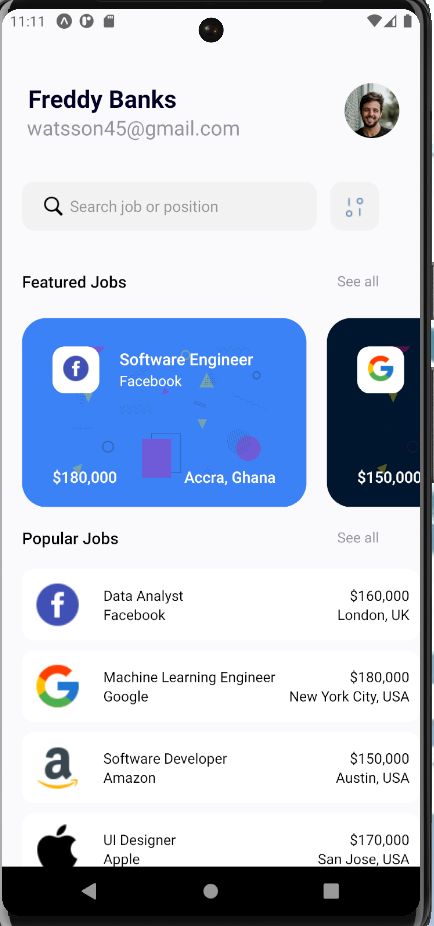 11:11
Freddy Banks
watsson45@gmail.com
Search job or position
Featured Jobs
See all
Software Engineer
Facebook
$180,000
Accra, Ghana
$150,000
Popular Jobs
See all
Data Analyst
$160,000
Facebook
London, UK
Machine Learning Engineer
$180,000
Google
New York City, USA
Software Developer
$150,000
Amazon
Austin, USA
UI Designer
$170,000
Apple
San Jose, USA